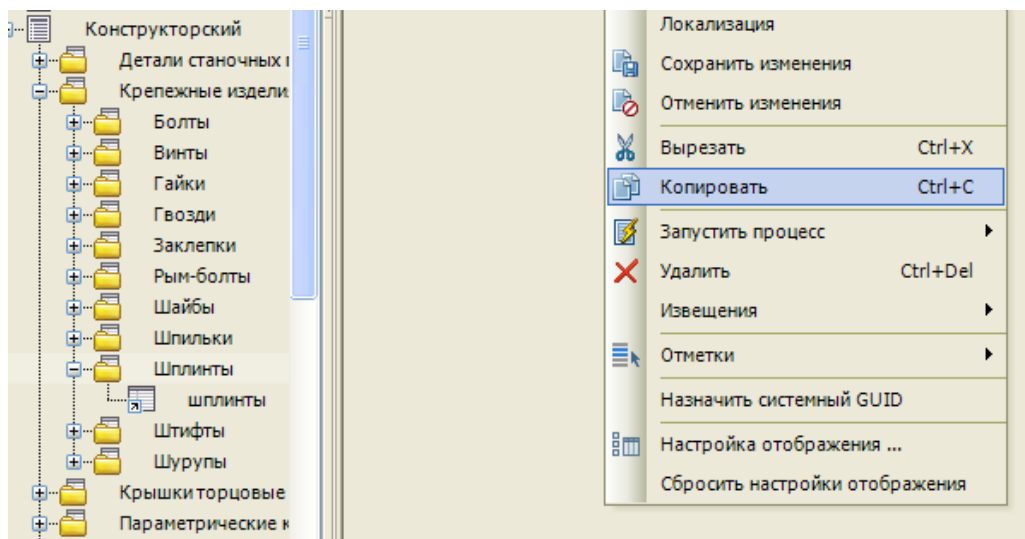 Конструкторский
Детали станочных
Крепежные издели
Болты
Винты
Гайки
Гвозди
Заклепки
Рым-болты
Шайбы
Шпильки
Шплинты
шплинты
Штифты
Шурупы
Крышки торцовые
Параметрические к
Локализация
Сохранить изменения
Отменить изменения
Вырезать Ctrl+X
Копировать Ctrl+C
Запустить процесс
Удалить Ctrl+Del
Извещения
Отметки
Назначить системный GUID
Настройка отображения ...
Сбросить настройки отображения